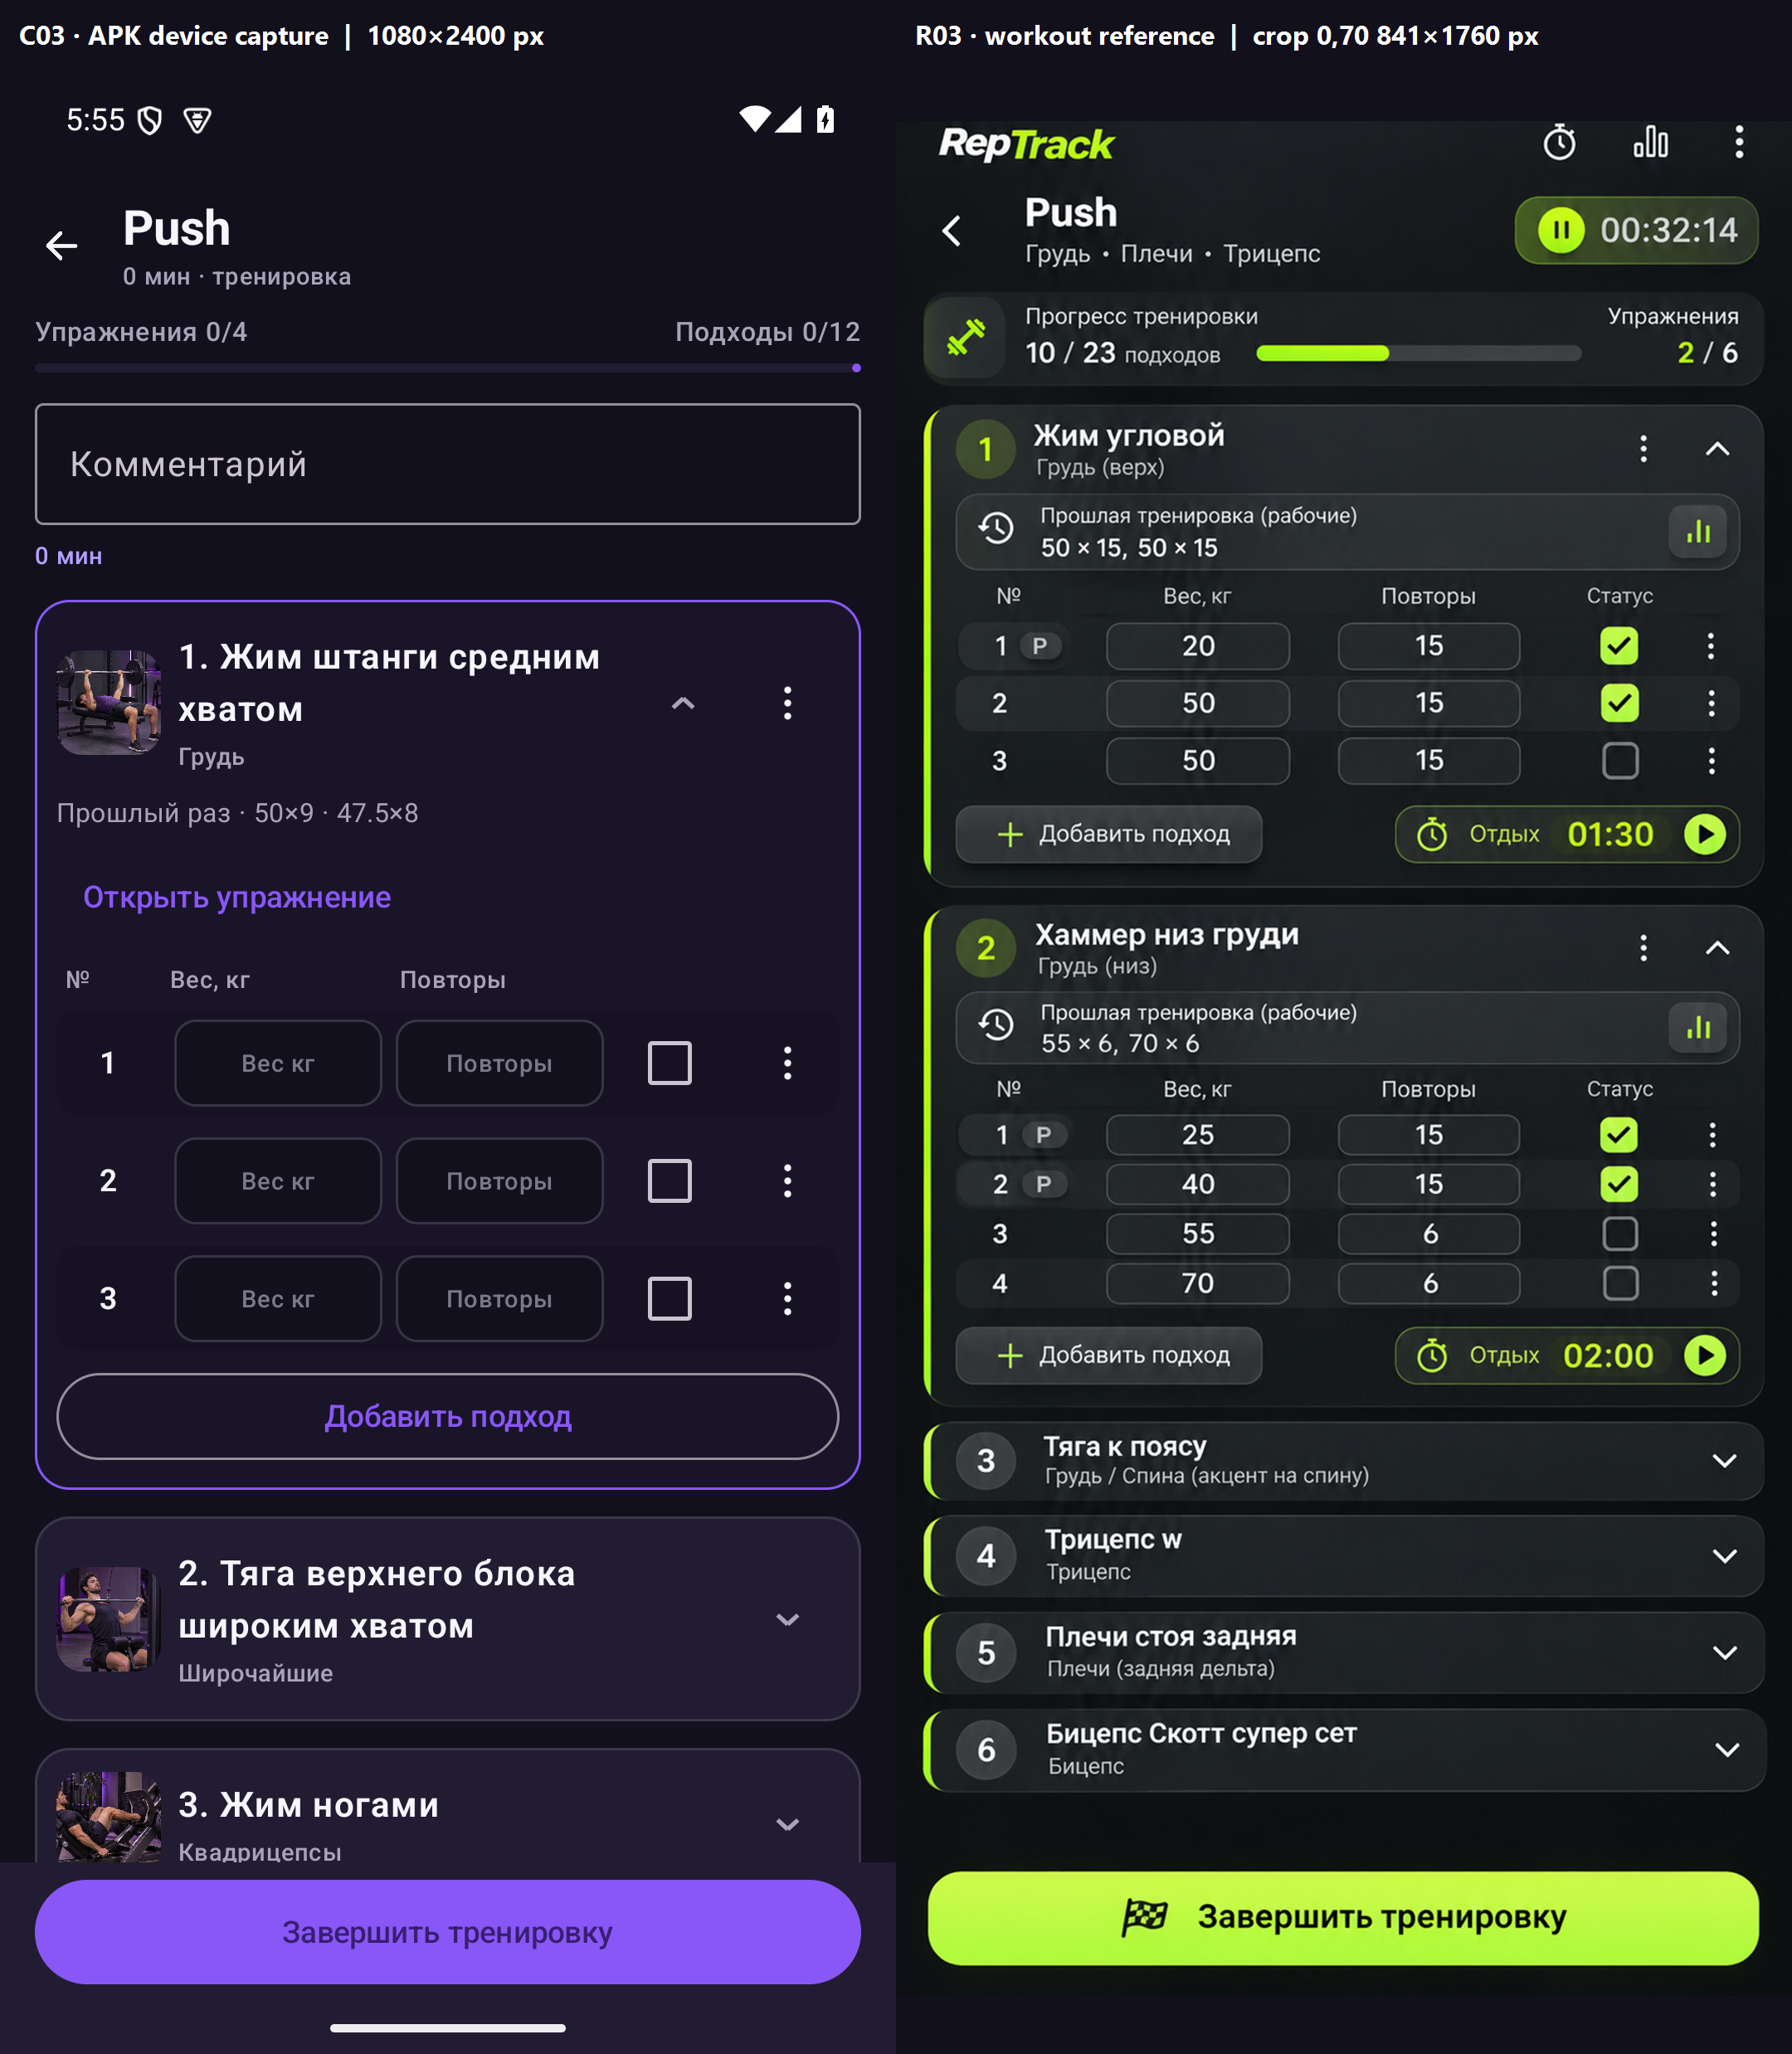 C03 · APK device capture | 1080×2400 px
5:55
Push
0 мин · тренировка
Упражнения 0/4
Подходы 0/12
Комментарий
0 мин
1. Жим штанги средним
хватом
Грудь
Прошлый раз · 50×9 · 47.5×8
Открыть упражнение
№ Вес, кг Повторы
1 Вес кг Повторы
2 Вес кг Повторы
3 Вес кг Повторы
Добавить подход
2. Тяга верхнего блока
широким хватом
Широчайшие
3. Жим ногами
Квадрицепсы
Завершить тренировку
R03 · workout reference | crop 0,70 841×1760 px
RepTrack
Push
Грудь • Плечи • Трицепс
00:32:14
Прогресс тренировки
10 / 23 подходов
Упражнения
2 / 6
1
Жим угловой
Грудь (верх)
Прошлая тренировка (рабочие)
50 × 15, 50 × 15
№ Вес, кг Повторы Статус
1 P 20 15
2 50 15
3 50 15
+ Добавить подход
Отдых 01:30
2
Хаммер низ груди
Грудь (низ)
Прошлая тренировка (рабочие)
55 × 6, 70 × 6
№ Вес, кг Повторы Статус
1 P 25 15
2 P 40 15
3 55 6
4 70 6
+ Добавить подход
Отдых 02:00
3
Тяга к поясу
Грудь / Спина (акцент на спину)
4
Трицепс w
Трицепс
5
Плечи стоя задняя
Плечи (задняя дельта)
6
Бицепс Скотт супер сет
Бицепс
Завершить тренировку